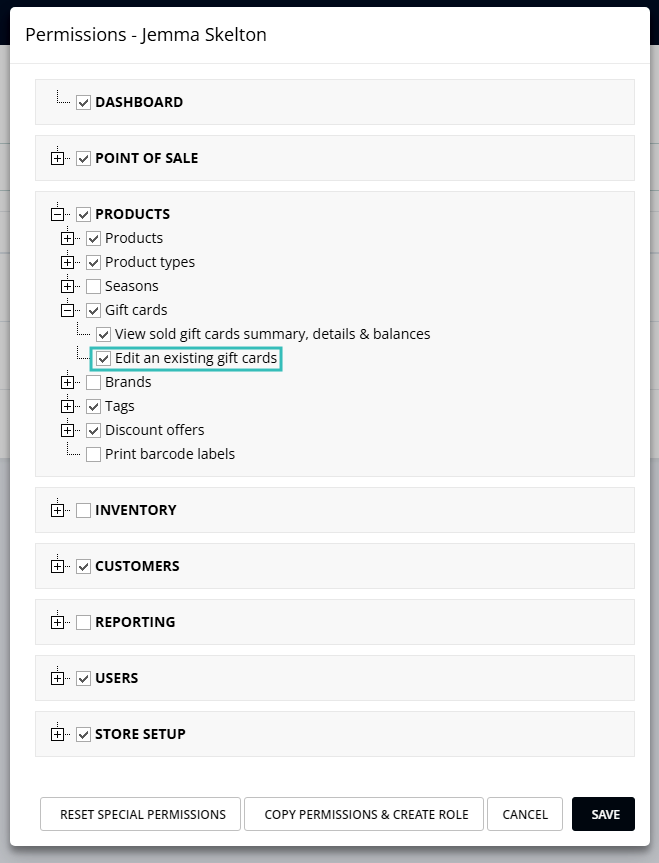 Permissions - Jemma Skelton
DASHBOARD
POINT OF SALE
PRODUCTS
Products
Product types
Seasons
Gift cards
View sold gift cards summary, details & balances
Edit an existing gift cards
Brands
Tags
Discount offers
Print barcode labels
INVENTORY
CUSTOMERS
REPORTING
USERS
STORE SETUP
RESET SPECIAL PERMISSIONS COPY PERMISSIONS & CREATE ROLE CANCEL SAVE